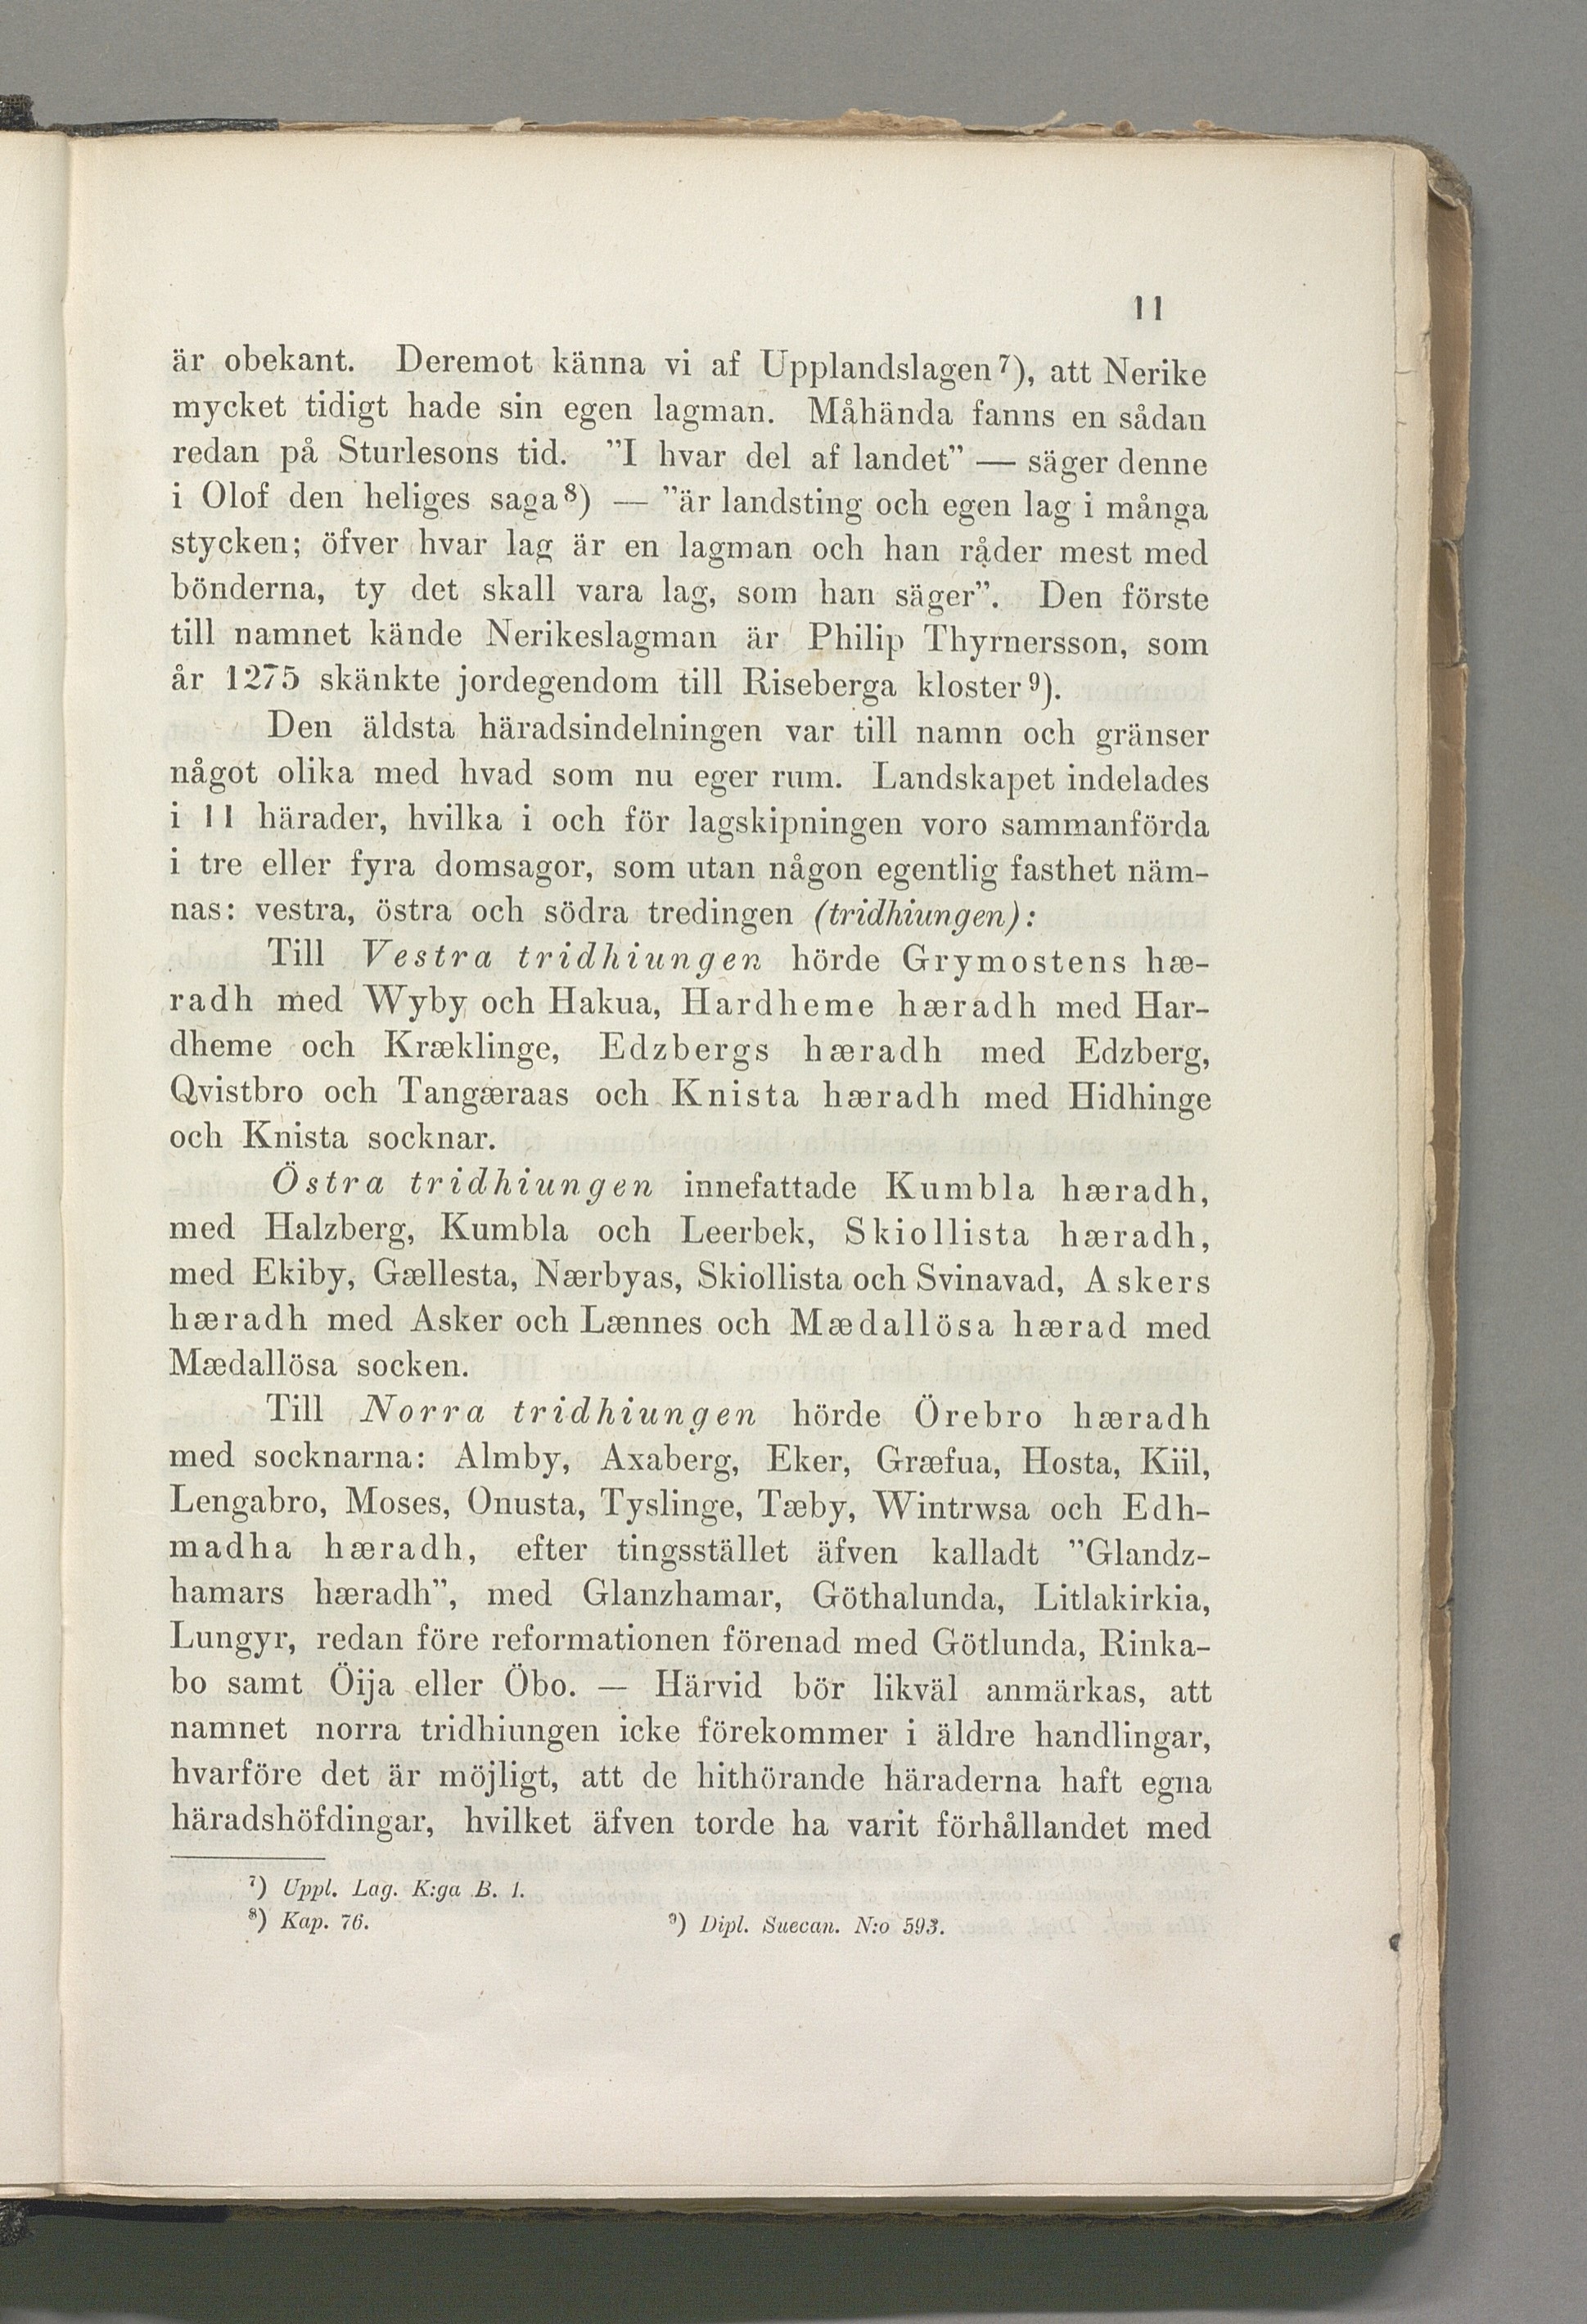 11
är obekant. Deremot känna vi af Upplandslagen⁷), att Nerike
mycket tidigt hade sin egen lagman. Måhända fanns en sådan
redan på Sturlesons tid. ”I hvar del af landet” — säger denne
i Olof den heliges saga⁸) — ”är landsting och egen lag i många
stycken; öfver hvar lag är en lagman och han råder mest med
bönderna, ty det skall vara lag, som han säger”. Den förste
till namnet kände Nerikeslagman är Philip Thyrnersson, som
år 1275 skänkte jordegendom till Riseberga kloster⁹).
Den äldsta häradsindelningen var till namn och gränser
något olika med hvad som nu eger rum. Landskapet indelades
i 11 härader, hvilka i och för lagskipningen voro sammanförda
i tre eller fyra domsagor, som utan någon egentlig fasthet näm-
nas: vestra, östra och södra tredingen (tridhiungen):
Till Vestra tridhiungen hörde Grymostens hæ-
radh med Wyby och Hakua, Hardheme hæradh med Har-
dheme och Kræklinge, Edzbergs hæradh med Edzberg,
Qvistbro och Tangæraas och Knista hæradh med Hidhinge
och Knista socknar.
Östra tridhiungen innefattade Kumbla hæradh,
med Halzberg, Kumbla och Leerbek, Skiollista hæradh,
med Ekiby, Gællesta, Nærbyas, Skiollista och Svinavad, Askers
hæradh med Asker och Lænnes och Mædallösa hærad med
Mædallösa socken.
Till Norra tridhiungen hörde Örebro hæradh
med socknarna: Almby, Axaberg, Eker, Græfua, Hosta, Kiil,
Lengabro, Moses, Onusta, Tyslinge, Tæby, Wintrwsa och Edh-
madha hæradh, efter tingsstället äfven kalladt ”Glandz-
hamars hæradh”, med Glanzhamar, Göthalunda, Litlakirkia,
Lungyr, redan före reformationen förenad med Götlunda, Rinka-
bo samt Öija eller Öbo. — Härvid bör likväl anmärkas, att
namnet norra tridhiungen icke förekommer i äldre handlingar,
hvarföre det är möjligt, att de hithörande häraderna haft egna
häradshöfdingar, hvilket äfven torde ha varit förhållandet med
⁷) Uppl. Lag. K:ga B. 1.
⁸) Kap. 76. ⁹) Dipl. Suecan. N:o 593.